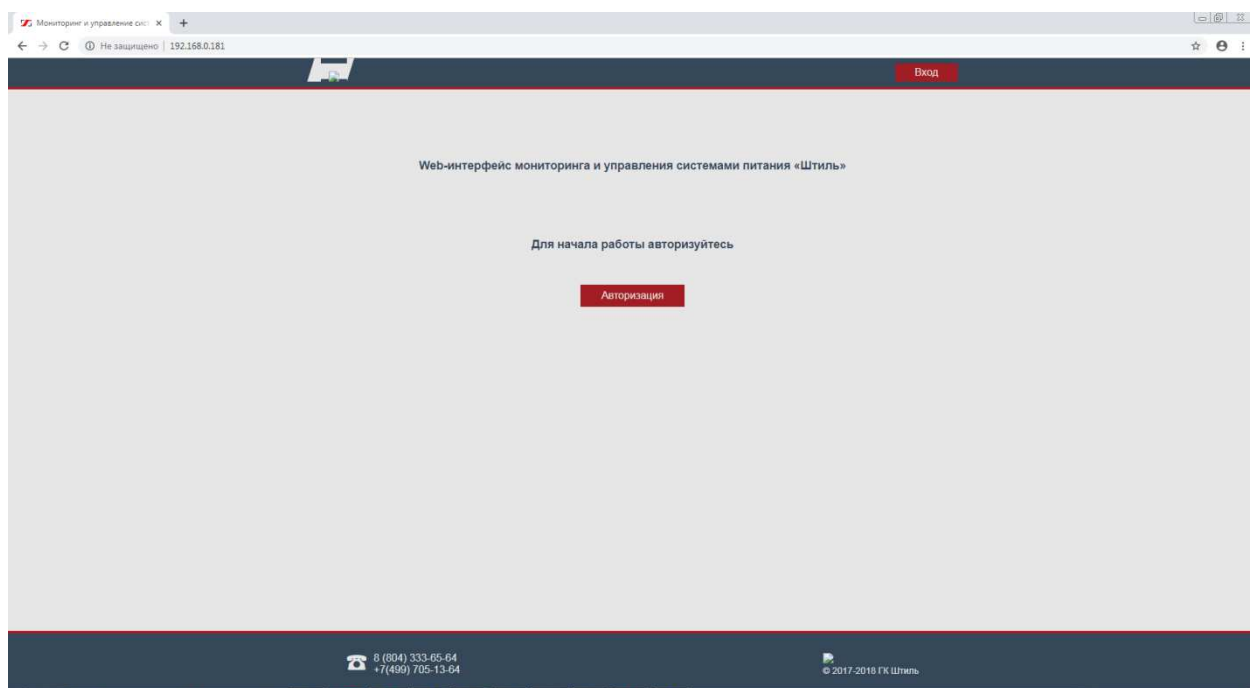 Мониторинг и управление сис
Не защищено | 192.168.0.181
Вход
Web-интерфейс мониторинга и управления системами питания «Штиль»
Для начала работы авторизуйтесь
Авторизация
8 (804) 333-65-64
+7(499) 705-13-64
© 2017-2018 ГК Штиль